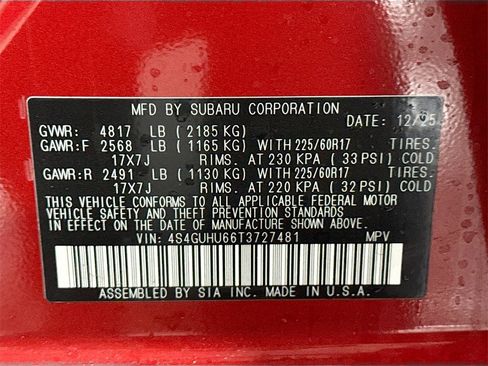 MFD BY SUBARU CORPORATION 12/25
GVWR: 4817 LB (2185 KG)
GAWR:F 2568 LB (1165 KG) WITH 225/60R17 TIRES.
17X7J RIMS. AT 230 KPA (33 PSI) COLD
GAWR:R 2491 LB (1130 KG) WITH 225/60R17 TIRES.
17X7J RIMS. AT 220 KPA (32 PSI) COLD
THIS VEHICLE CONFORMS TO ALL APPLICABLE FEDERAL MOTOR
VEHICLE SAFETY AND THEFT PREVENTION STANDARDS IN
EFFECT ON THE DATE OF MANUFACTURE SHOWN ABOVE.
VIN: 4S4GUHU66T3727481 MPV
ASSEMBLED BY SIA INC. MADE IN U.S.A.